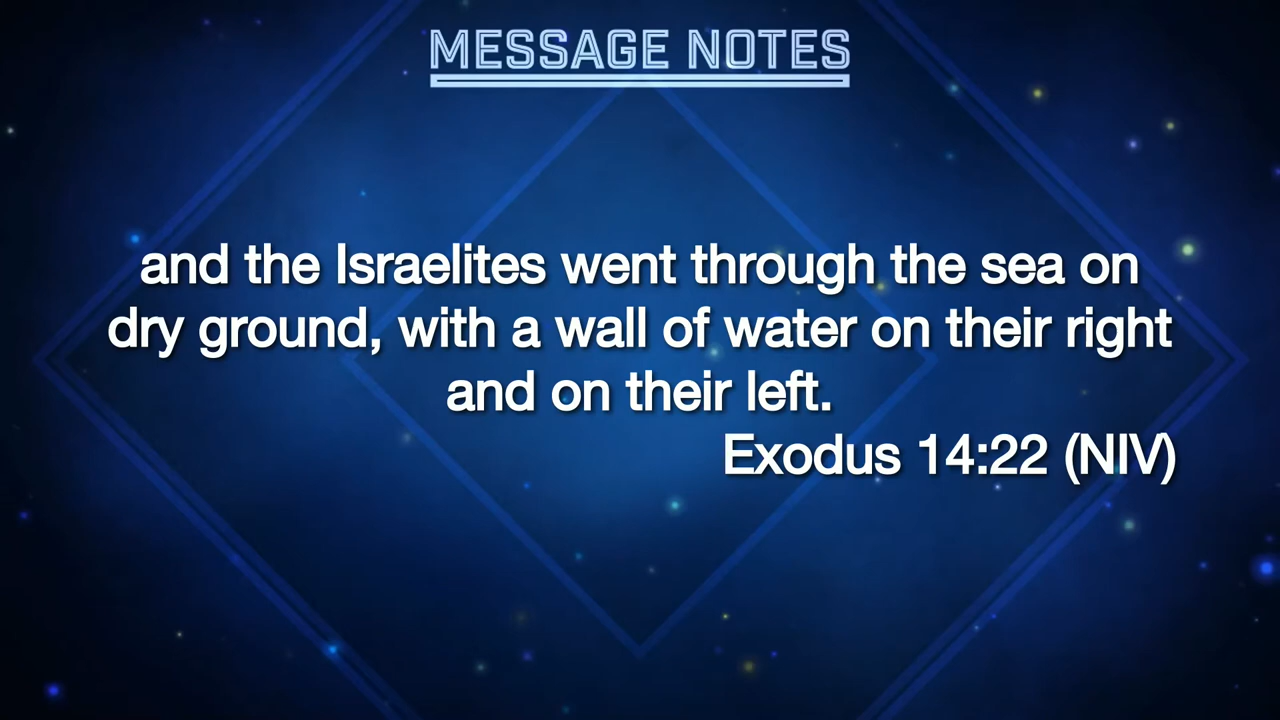 MESSAGE NOTES
and the Israelites went through the sea on
dry ground, with a wall of water on their right
and on their left.
Exodus 14:22 (NIV)